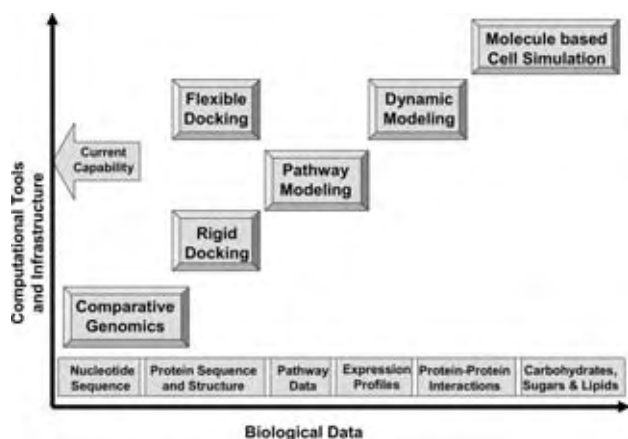 Molecule based
Cell Simulation
Flexible
Docking
Dynamic
Modeling
Current
Capability
Pathway
Modeling
Rigid
Docking
Comparative
Genomics
Computational Tools
and Infrastructure
Nucleotide
Sequence
Protein Sequence
and Structure
Pathway
Data
Expression
Profiles
Protein-Protein
Interactions
Carbohydrates,
Sugars & Lipids
Biological Data